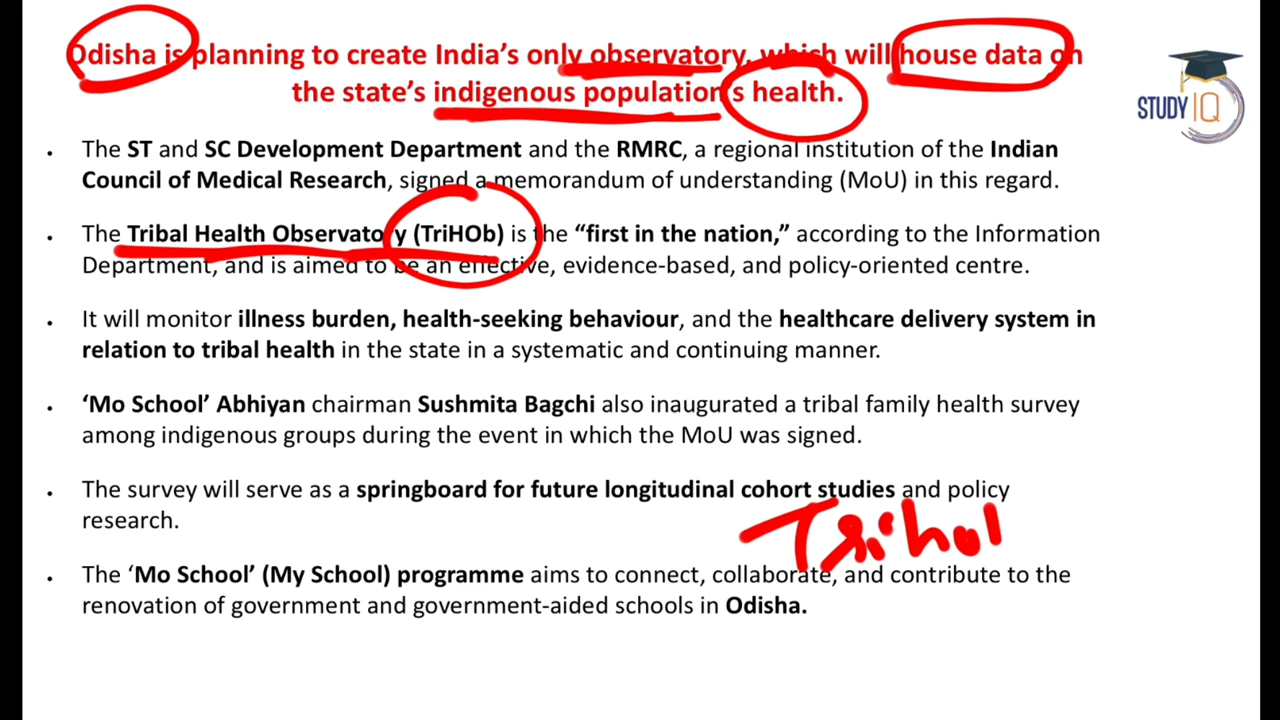 Odisha is planning to create India's only observatory, which will house data on
the state's indigenous population's health.
STUDY IQ
• The ST and SC Development Department and the RMRC, a regional institution of the Indian
Council of Medical Research, signed a memorandum of understanding (MoU) in this regard.
• The Tribal Health Observatory (TriHOb) is the “first in the nation,” according to the Information
Department, and is aimed to be an effective, evidence-based, and policy-oriented centre.
• It will monitor illness burden, health-seeking behaviour, and the healthcare delivery system in
relation to tribal health in the state in a systematic and continuing manner.
• ‘Mo School’ Abhiyan chairman Sushmita Bagchi also inaugurated a tribal family health survey
among indigenous groups during the event in which the MoU was signed.
• The survey will serve as a springboard for future longitudinal cohort studies and policy
research.
Trihol
• The ‘Mo School’ (My School) programme aims to connect, collaborate, and contribute to the
renovation of government and government-aided schools in Odisha.